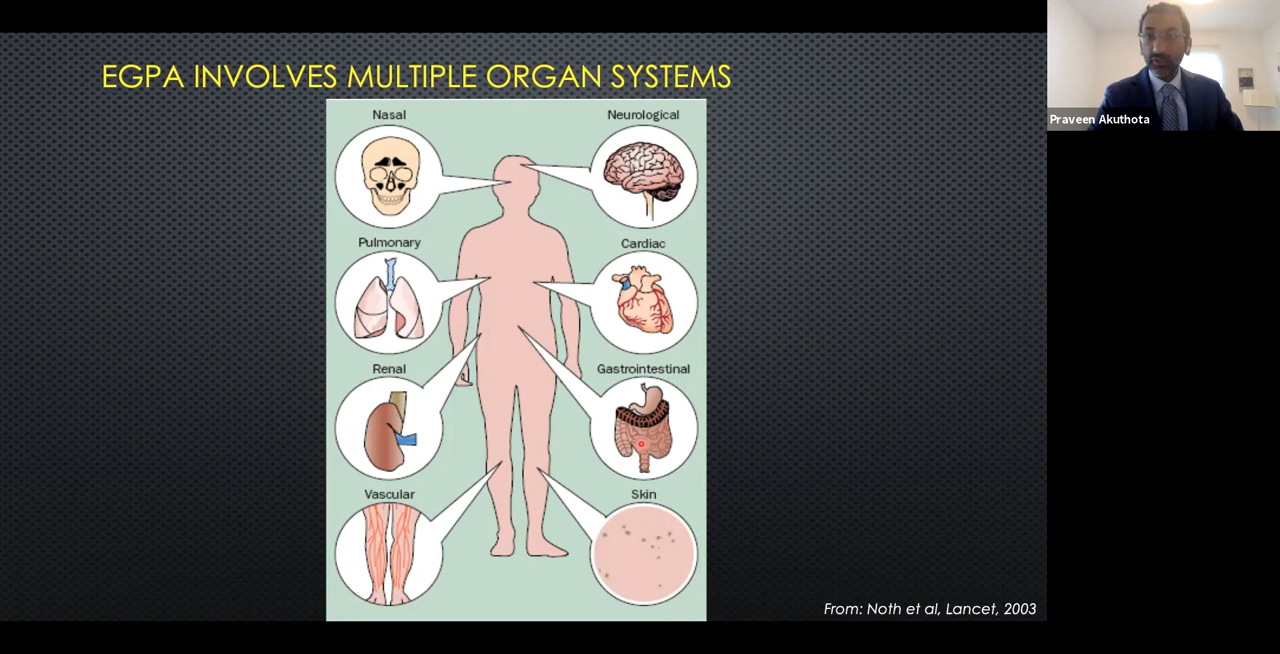 EGPA INVOLVES MULTIPLE ORGAN SYSTEMS
Praveen Akuthota
Nasal
Neurological
Pulmonary
Cardiac
Renal
Gastrointestinal
Vascular
Skin
From: Noth et al, Lancet, 2003